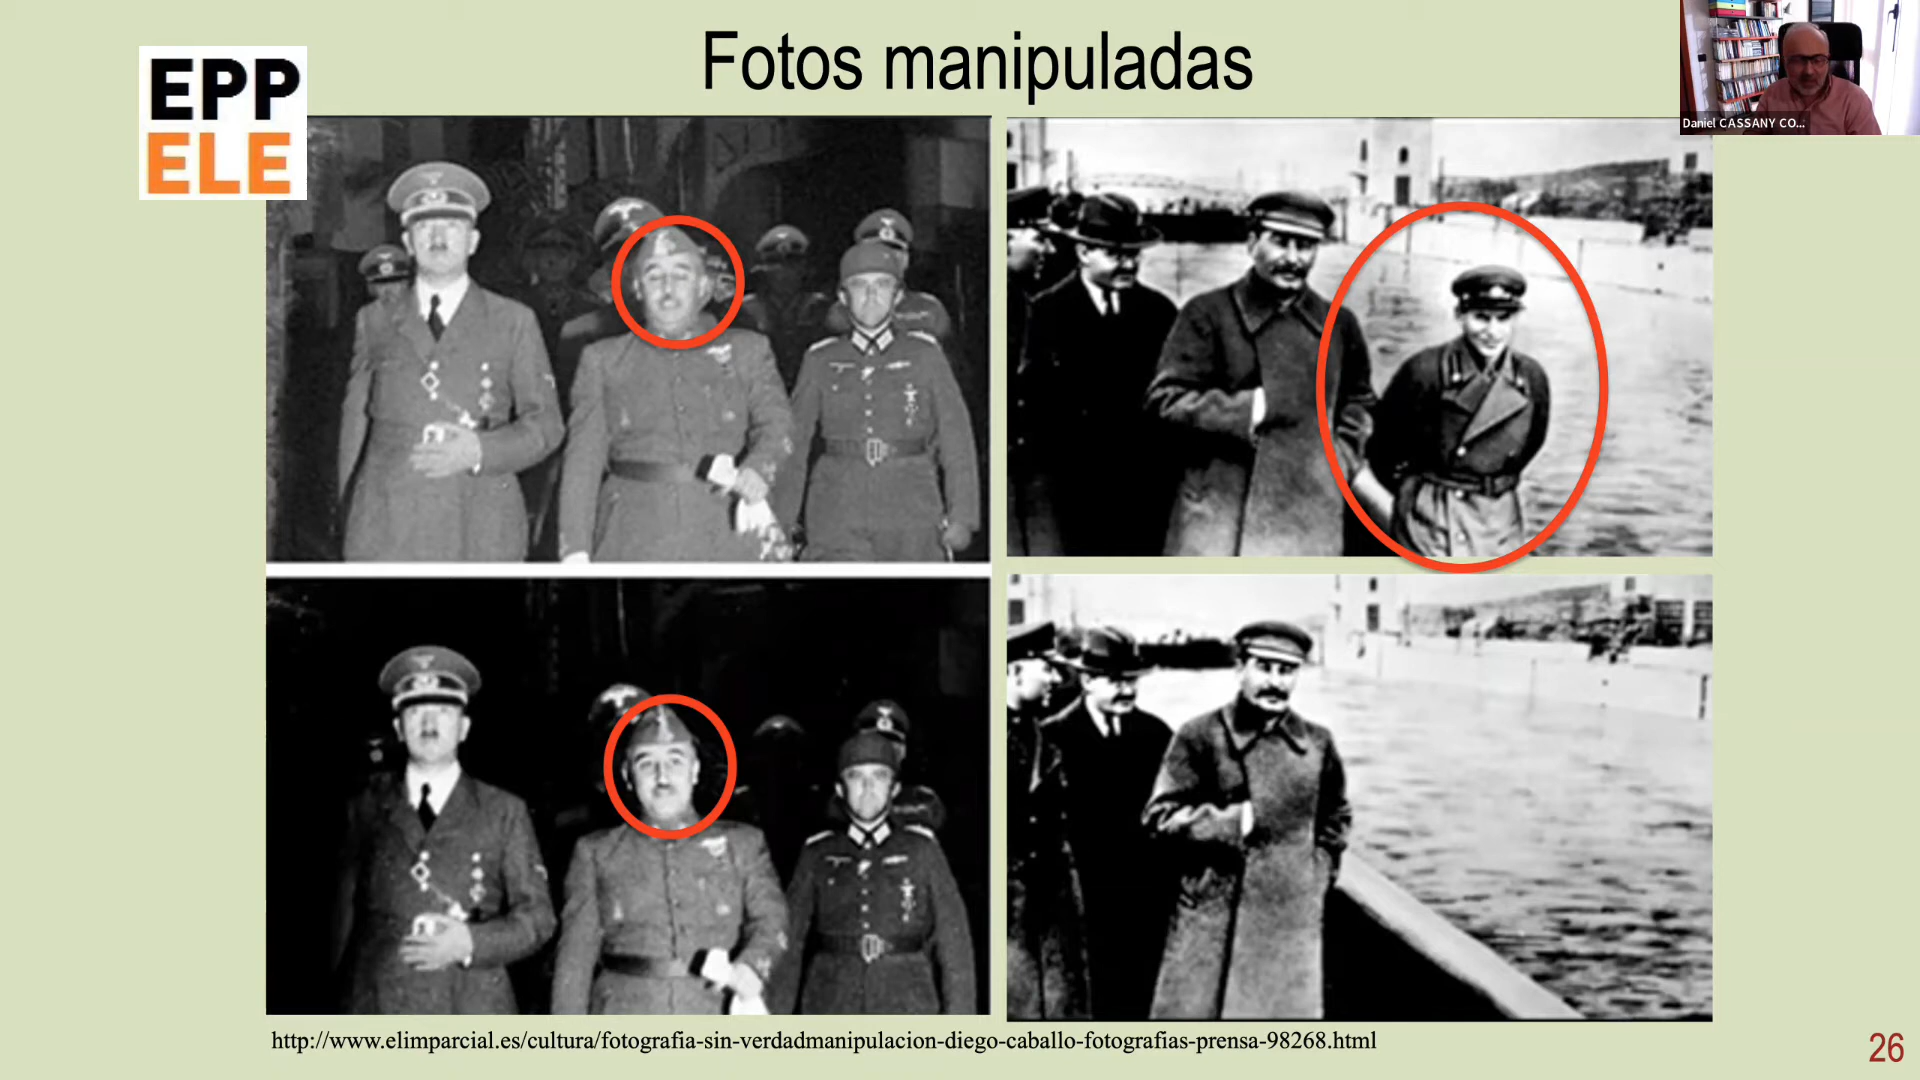 Fotos manipuladas
EPP
ELE
Daniel CASSANY CO...
http://www.elimparcial.es/cultura/fotografia-sin-verdadmanipulacion-diego-caballo-fotografias-prensa-98268.html
26